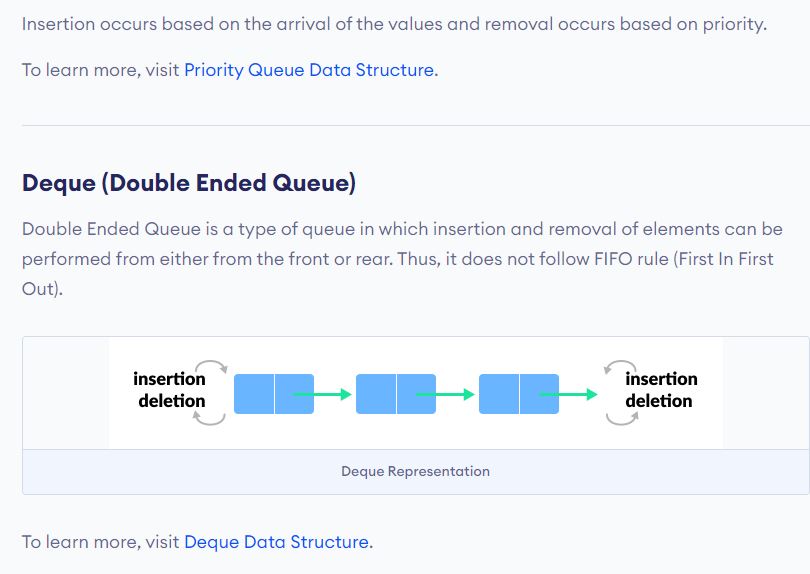 Insertion occurs based on the arrival of the values and removal occurs based on priority.
To learn more, visit Priority Queue Data Structure.
Deque (Double Ended Queue)
Double Ended Queue is a type of queue in which insertion and removal of elements can be
performed from either from the front or rear. Thus, it does not follow FIFO rule (First In First
Out).
insertion
deletion
insertion
deletion
Deque Representation
To learn more, visit Deque Data Structure.